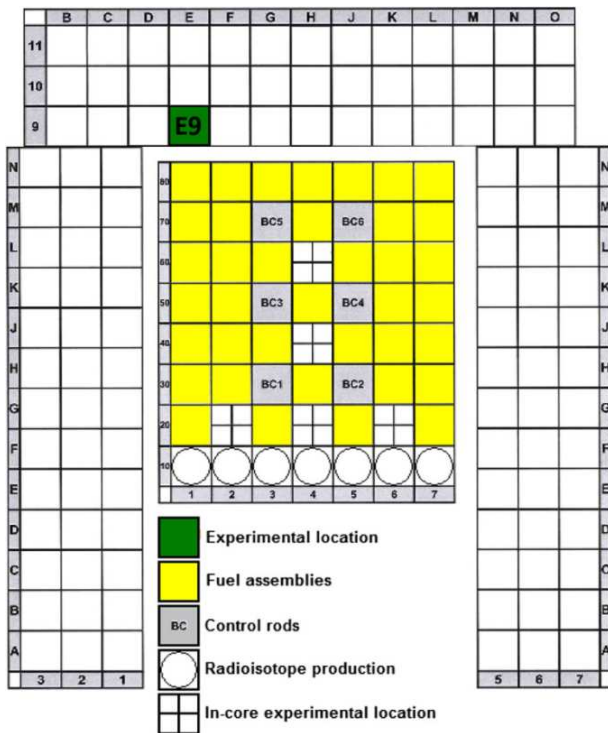 B C D E F G H J K L M N O
11
10
9 E9
N N
80
M M
70 BC5 BC6
L L
60
K K
50 BC3 BC4
J J
40
H H
30 BC1 BC2
G G
20
F F
10
E E
1 2 3 4 5 6 7
D D
Experimental location
C C
Fuel assemblies
B B
BC Control rods
A A
Radioisotope production
3 2 1 5 6 7
In-core experimental location